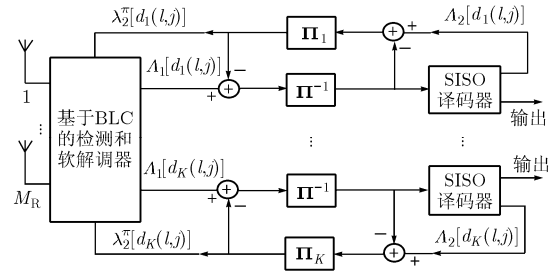 λ₂^π[d₁(l,j)]
Π₁
+
Λ₂[d₁(l,j)]
−
−
Λ₁[d₁(l,j)]
+
Π⁻¹
SISO
译码器
输出
1
⋮
基于BLC
的检测和
软解调器
...
...
Λ₁[d_K(l,j)]
+
−
Π⁻¹
SISO
译码器
输出
M_R
λ₂^π[d_K(l,j)]
Π_K
−
+
Λ₂[d_K(l,j)]